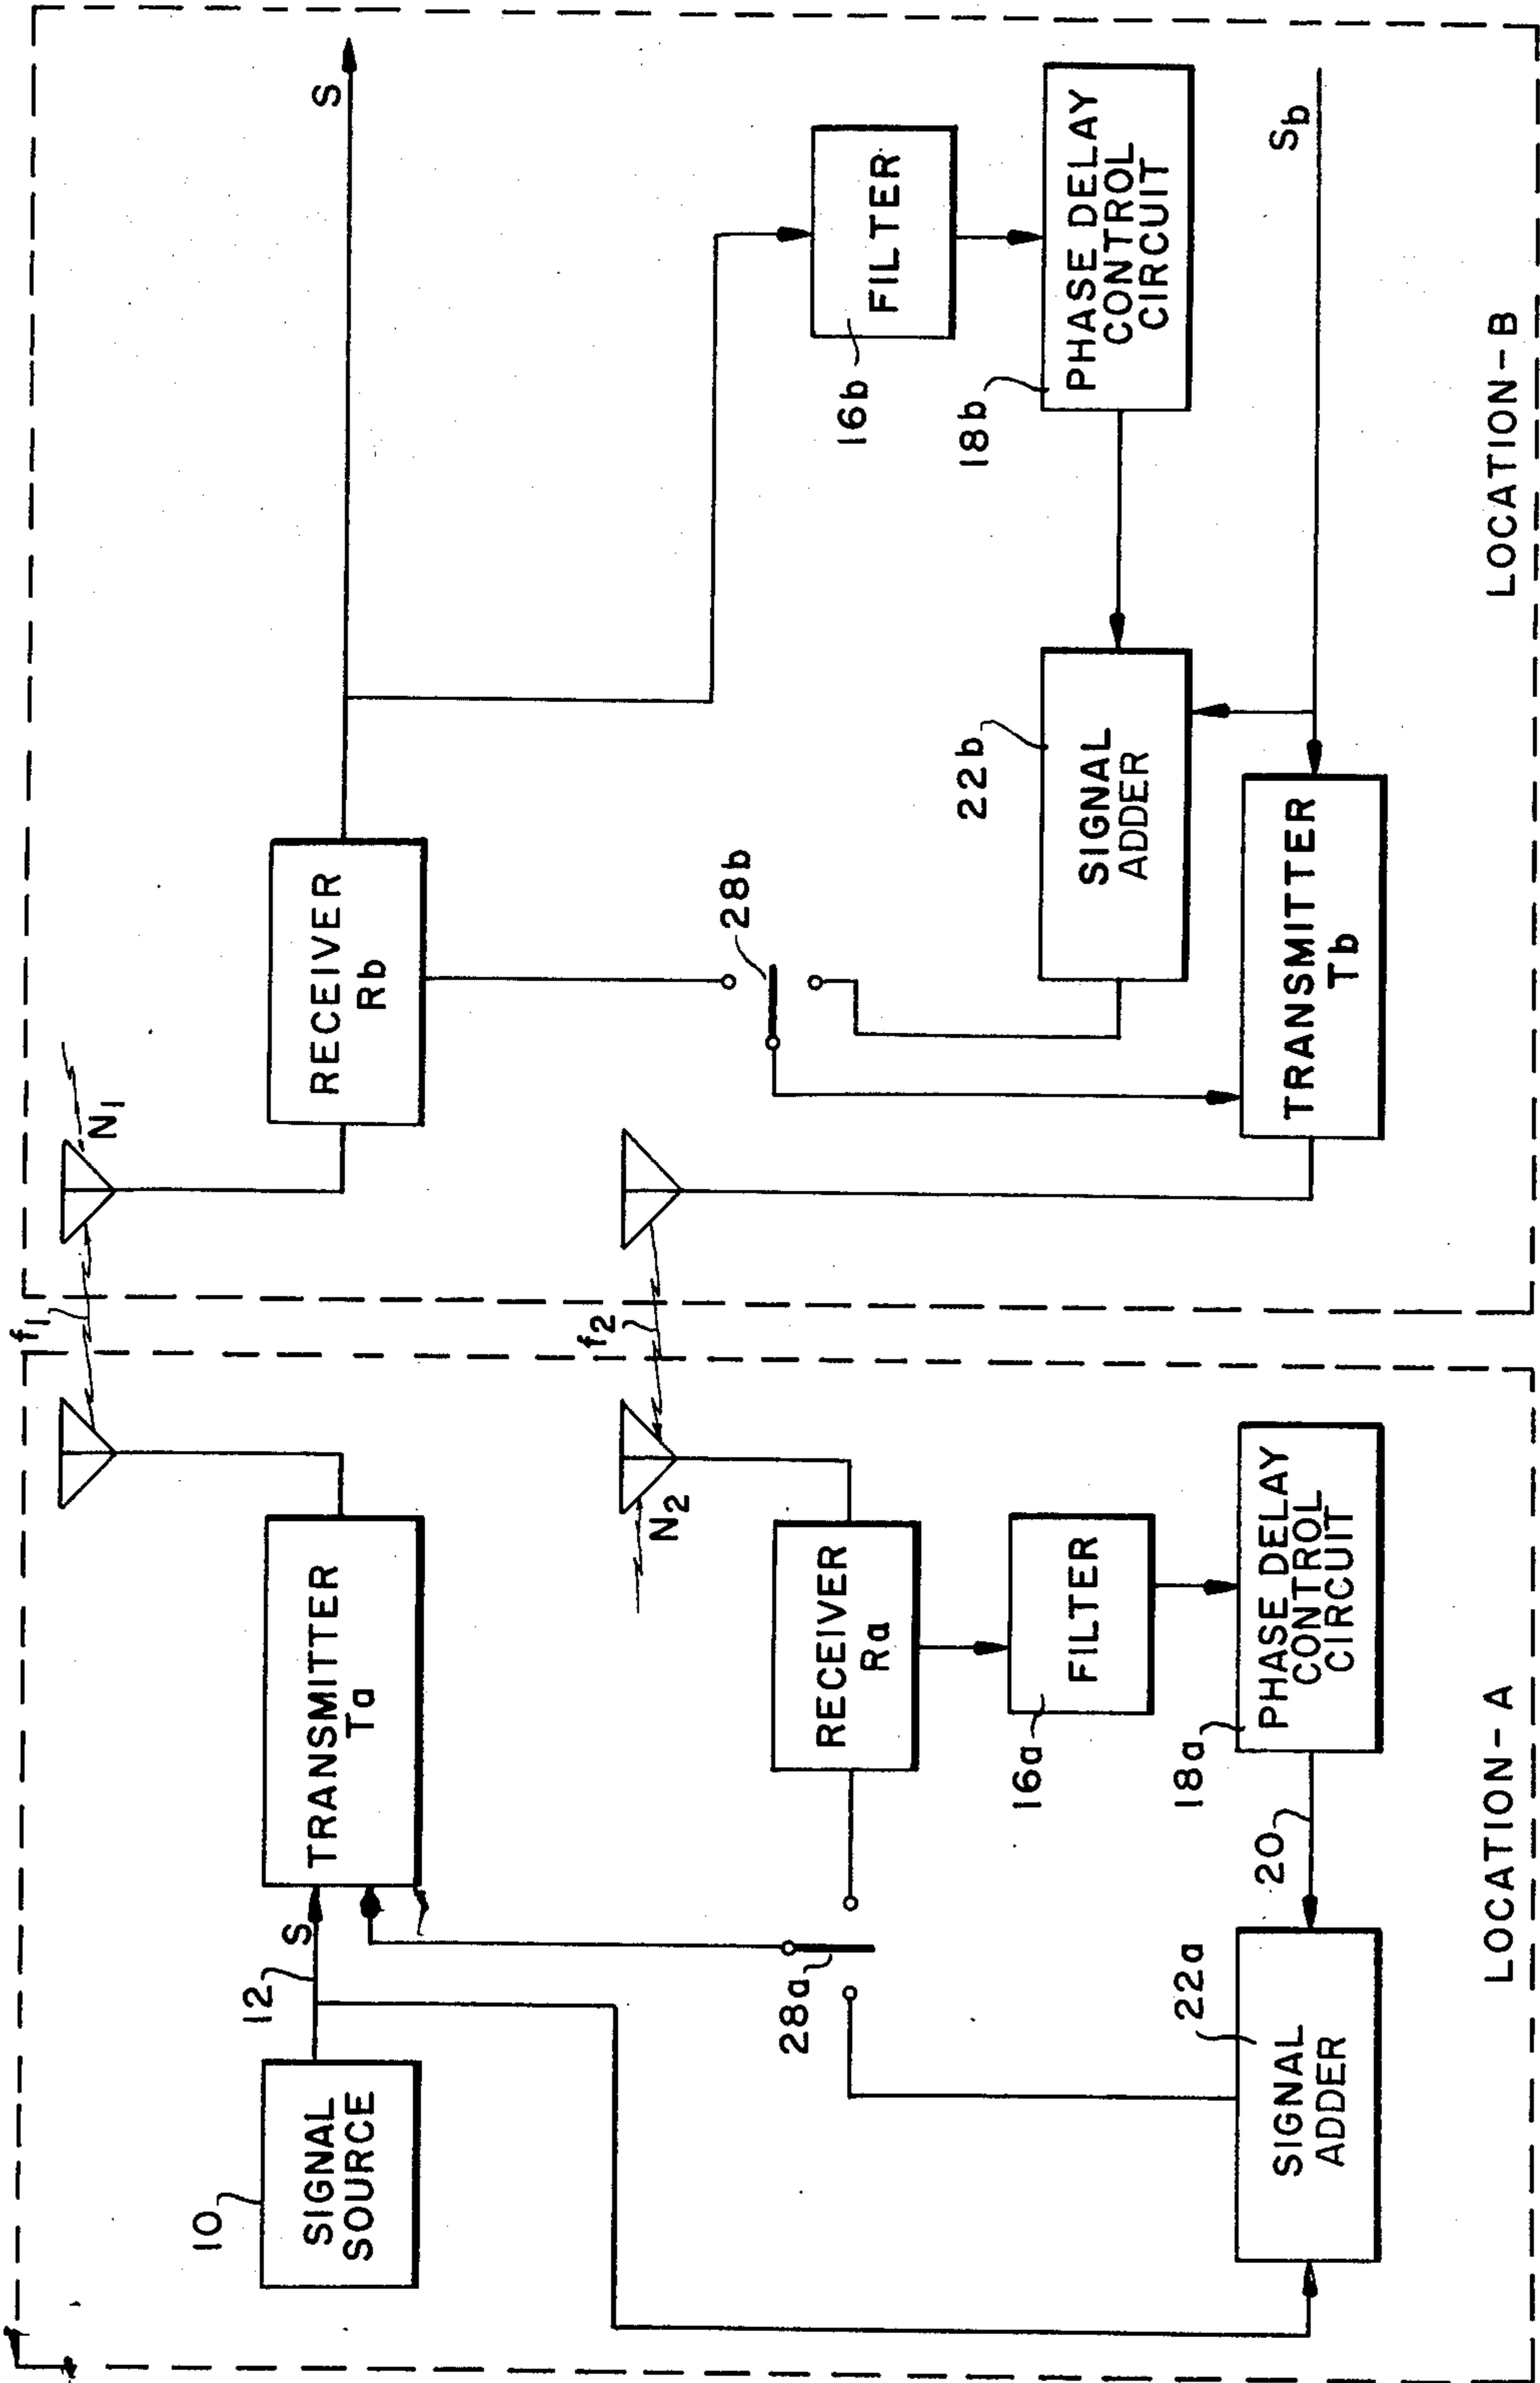 10
SIGNAL
SOURCE
12
S
TRANSMITTER
Ta
f1
N1
RECEIVER
Rb
S
28a
RECEIVER
Ra
N2
f2
28b
16b
FILTER
16a
FILTER
22a
SIGNAL
ADDER
20
18a
PHASE DELAY
CONTROL
CIRCUIT
22b
SIGNAL
ADDER
18b
PHASE DELAY
CONTROL
CIRCUIT
TRANSMITTER
Tb
Sb
LOCATION-A
LOCATION-B